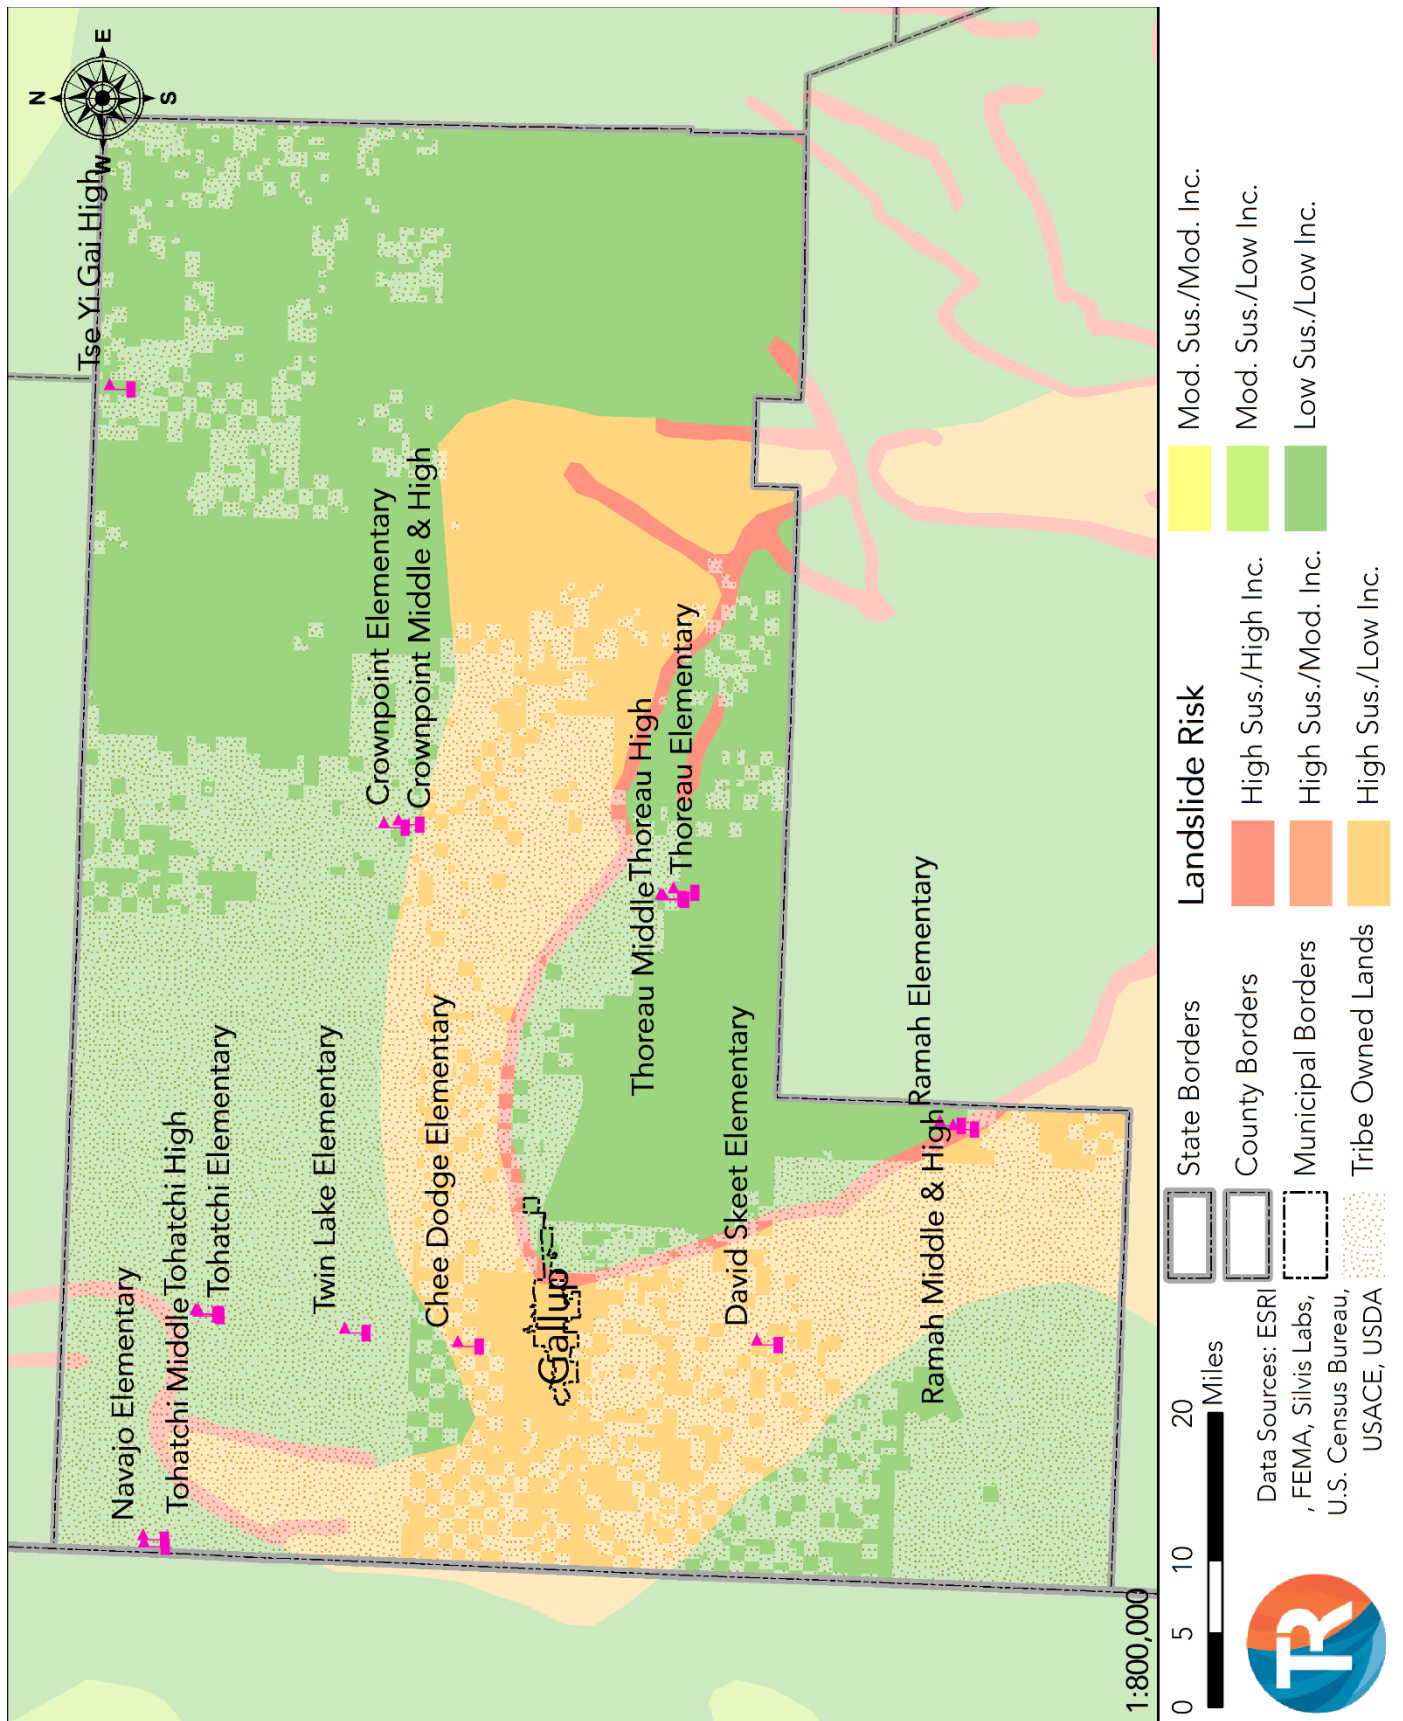 N
E
S
W
Tse Yi Gai High
Crownpoint Elementary
Crownpoint Middle & High
Navajo Elementary
Tohatchi Middle
Tohatchi High
Tohatchi Elementary
Twin Lake Elementary
Chee Dodge Elementary
Gallup
Thoreau Middle
Thoreau High
Thoreau Elementary
David Skeet Elementary
Ramah Middle & High
Ramah Elementary
1:800,000
0 5 10 20
Miles
Data Sources: ESRI
, FEMA, Silvis Labs,
U.S. Census Bureau,
USACE, USDA
TR
State Borders
County Borders
Municipal Borders
Tribe Owned Lands
Landslide Risk
High Sus./High Inc.
High Sus./Mod. Inc.
High Sus./Low Inc.
Mod. Sus./Mod. Inc.
Mod. Sus./Low Inc.
Low Sus./Low Inc.